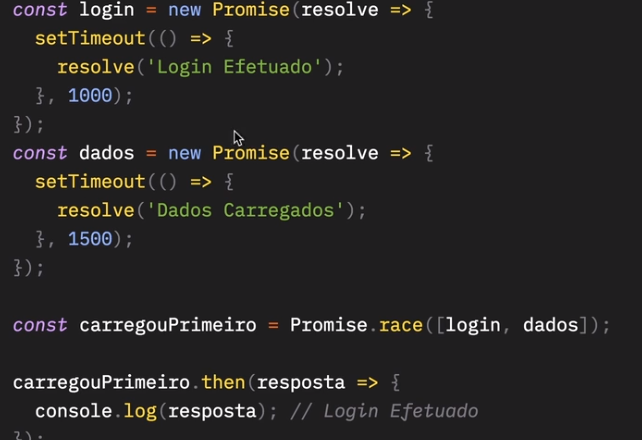 const login = new Promise(resolve => {
  setTimeout(() => {
    resolve('Login Efetuado');
  }, 1000);
});
const dados = new Promise(resolve => {
  setTimeout(() => {
    resolve('Dados Carregados');
  }, 1500);
});

const carregouPrimeiro = Promise.race([login, dados]);

carregouPrimeiro.then(resposta => {
  console.log(resposta); // Login Efetuado
});